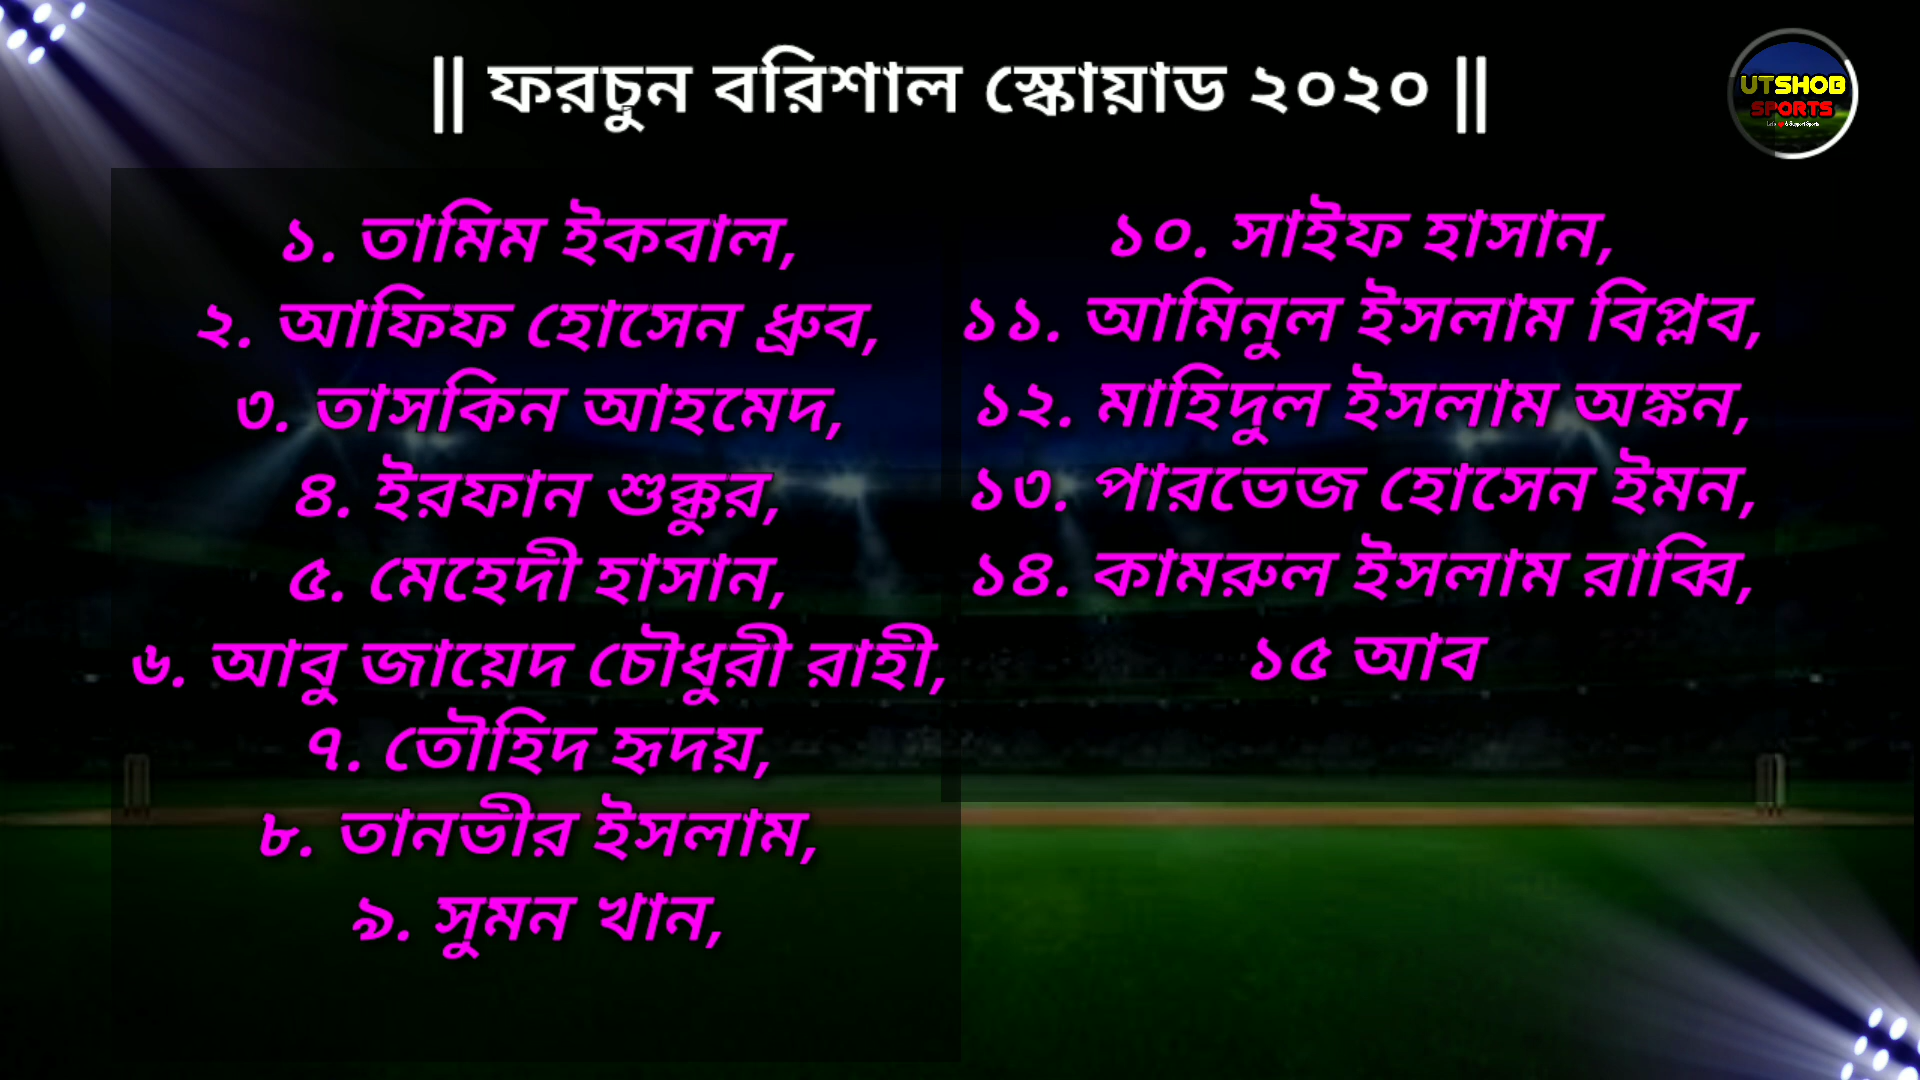 || ফরচুন বরিশাল স্কোয়াড ২০২০ ||
UTSHOB
SPORTS
১. তামিম ইকবাল,
২. আফিফ হোসেন ধ্রুব,
৩. তাসকিন আহমেদ,
৪. ইরফান শুক্কুর,
৫. মেহেদী হাসান,
৬. আবু জায়েদ চৌধুরী রাহী,
৭. তৌহিদ হৃদয়,
৮. তানভীর ইসলাম,
৯. সুমন খান,
১০. সাইফ হাসান,
১১. আমিনুল ইসলাম বিপ্লব,
১২. মাহিদুল ইসলাম অঙ্কন,
১৩. পারভেজ হোসেন ইমন,
১৪. কামরুল ইসলাম রাব্বি,
১৫ আব